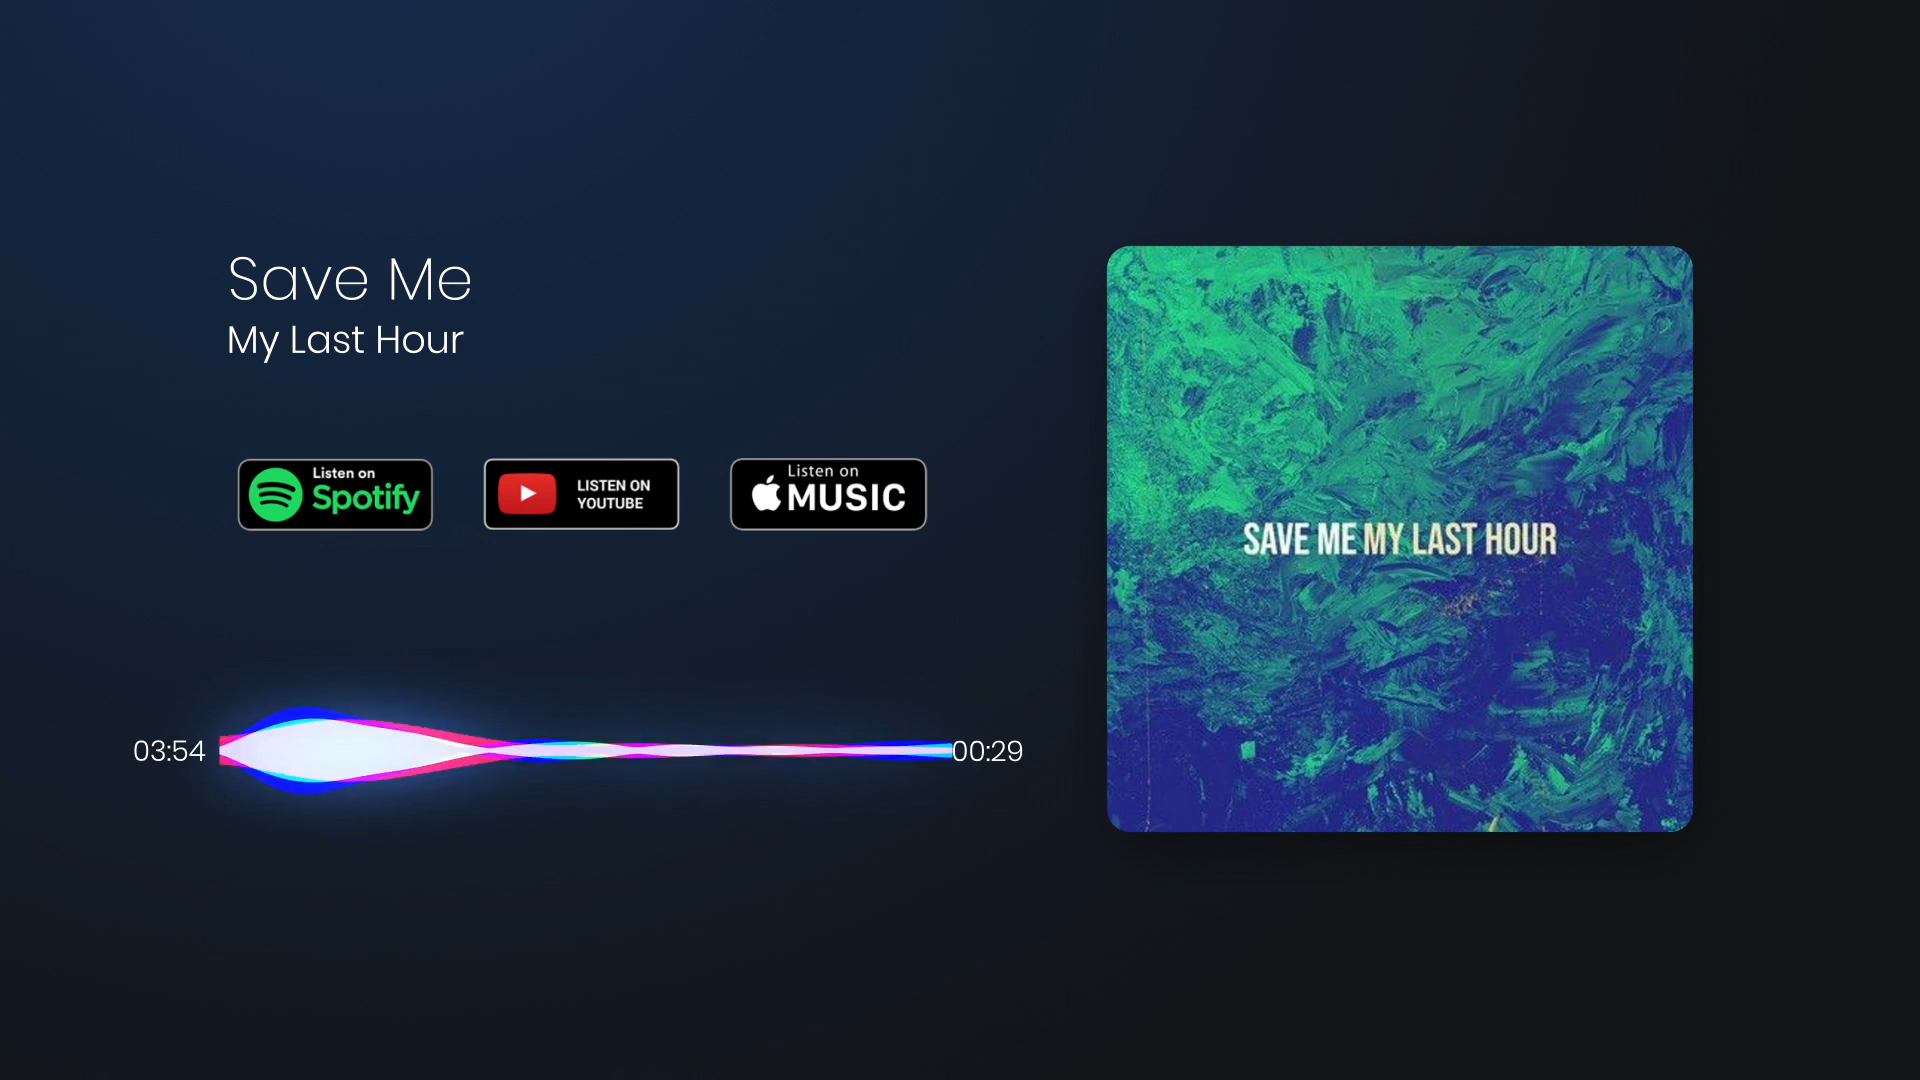 Save Me
My Last Hour
Listen on
Spotify
LISTEN ON
YOUTUBE
Listen on
MUSIC
03:54
00:29
SAVE ME MY LAST HOUR